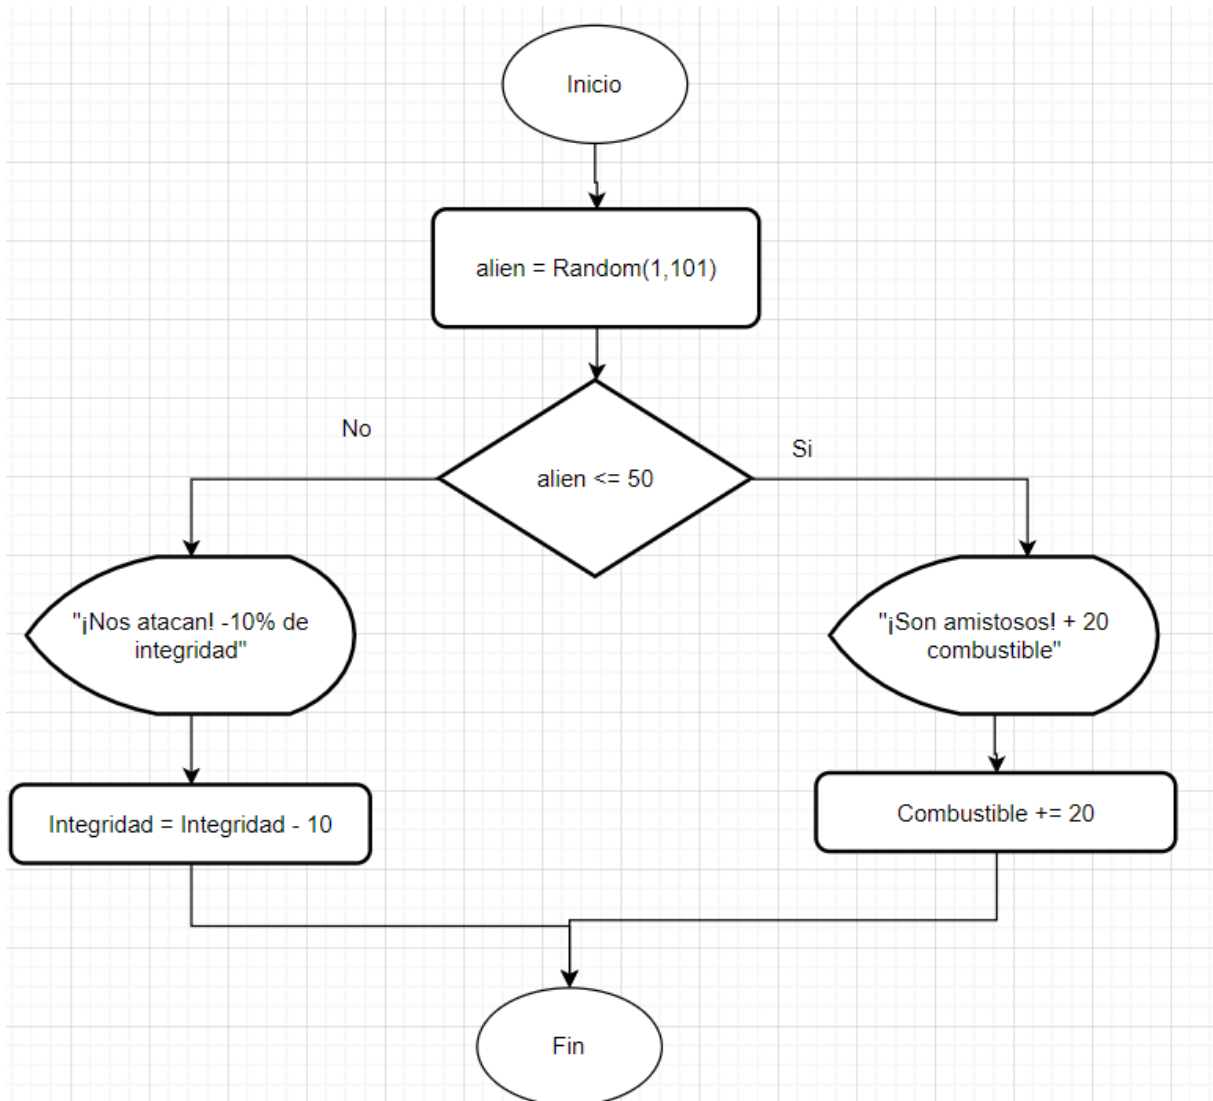 Inicio
alien = Random(1,101)
No
Si
alien <= 50
"¡Nos atacan! -10% de
integridad"
"¡Son amistosos! + 20
combustible"
Integridad = Integridad - 10
Combustible += 20
Fin